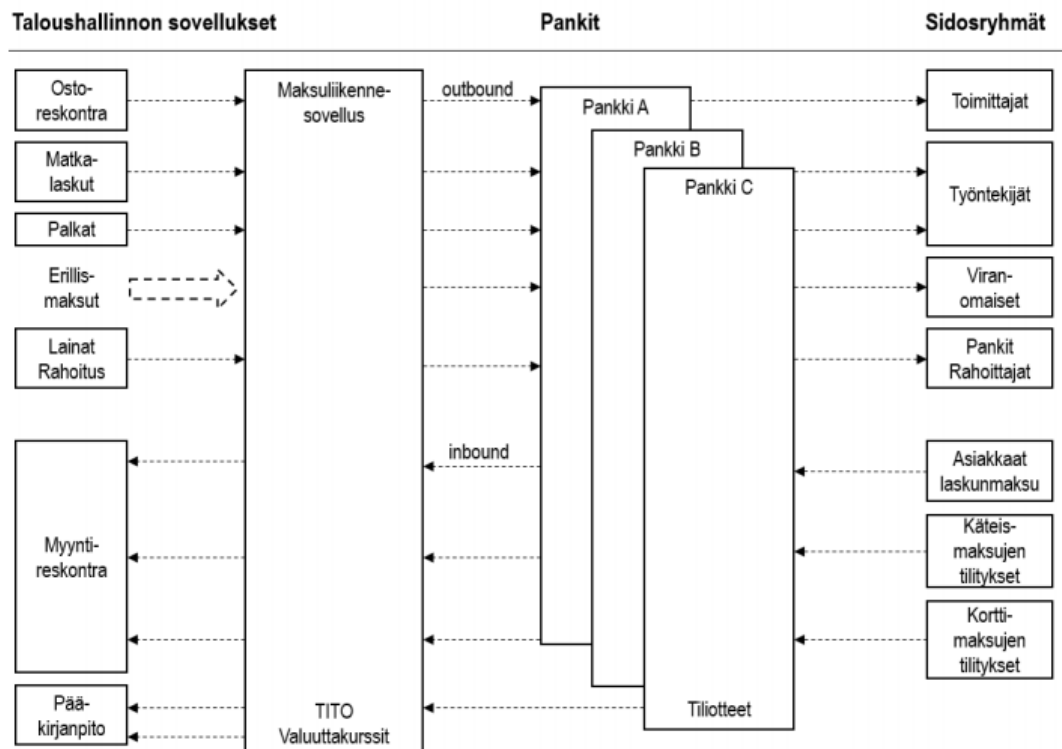 Taloushallinnon sovellukset
Pankit
Sidosryhmät
Osto-
reskontra
Matka-
laskut
Palkat
Erillis-
maksut
Lainat
Rahoitus
Myynti-
reskontra
Pää-
kirjanpito
Maksuliikenne-
sovellus
TITO
Valuuttakurssit
outbound
inbound
Pankki A
Pankki B
Pankki C
Tiliotteet
Toimittajat
Työntekijät
Viran-
omaiset
Pankit
Rahoittajat
Asiakkaat
laskunmaksu
Käteis-
maksujen
tilitykset
Kortti-
maksujen
tilitykset